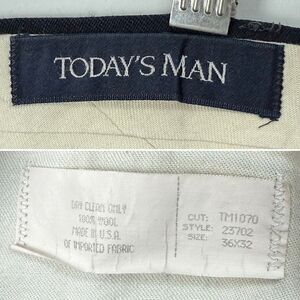 TODAY'S MAN
DRY CLEAN ONLY
100% WOOL
MADE IN U.S.A.
OF IMPORTED FABRIC
CUT: TM1070
STYLE: 23702
SIZE: 36X32